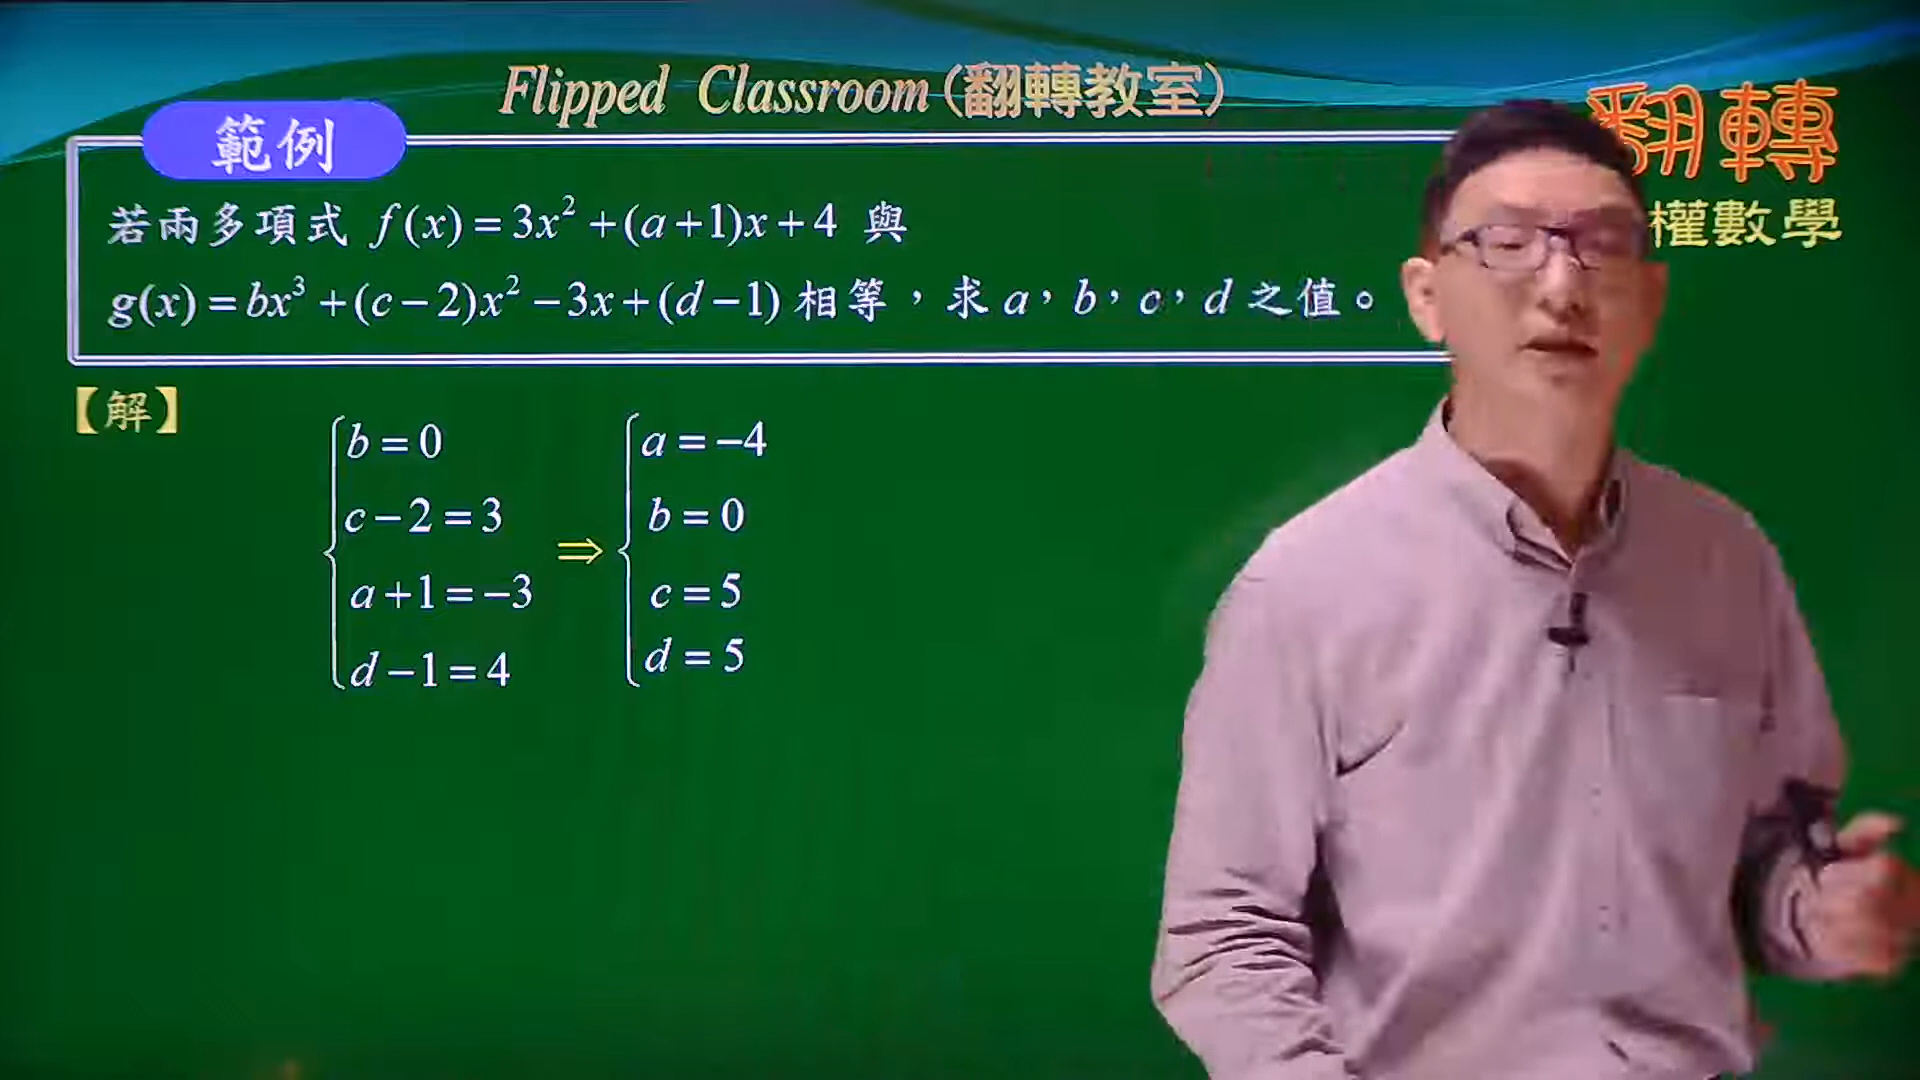 Flipped Classroom(翻轉教室)
翻轉
權數學
範例
若兩多項式 f(x)=3x²+(a+1)x+4 與
g(x)=bx³+(c−2)x²−3x+(d−1) 相等，求 a，b，c，d 之值。
【解】
b=0
c−2=3
a+1=−3
d−1=4
⇒
a=−4
b=0
c=5
d=5